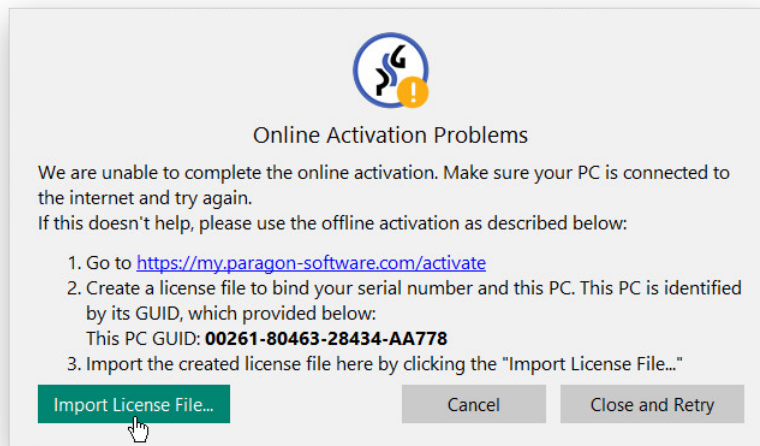 Online Activation Problems
We are unable to complete the online activation. Make sure your PC is connected to
the internet and try again.
If this doesn't help, please use the offline activation as described below:
1. Go to https://my.paragon-software.com/activate
2. Create a license file to bind your serial number and this PC. This PC is identified
by its GUID, which provided below:
This PC GUID: 00261-80463-28434-AA778
3. Import the created license file here by clicking the "Import License File..."
Import License File...
Cancel
Close and Retry